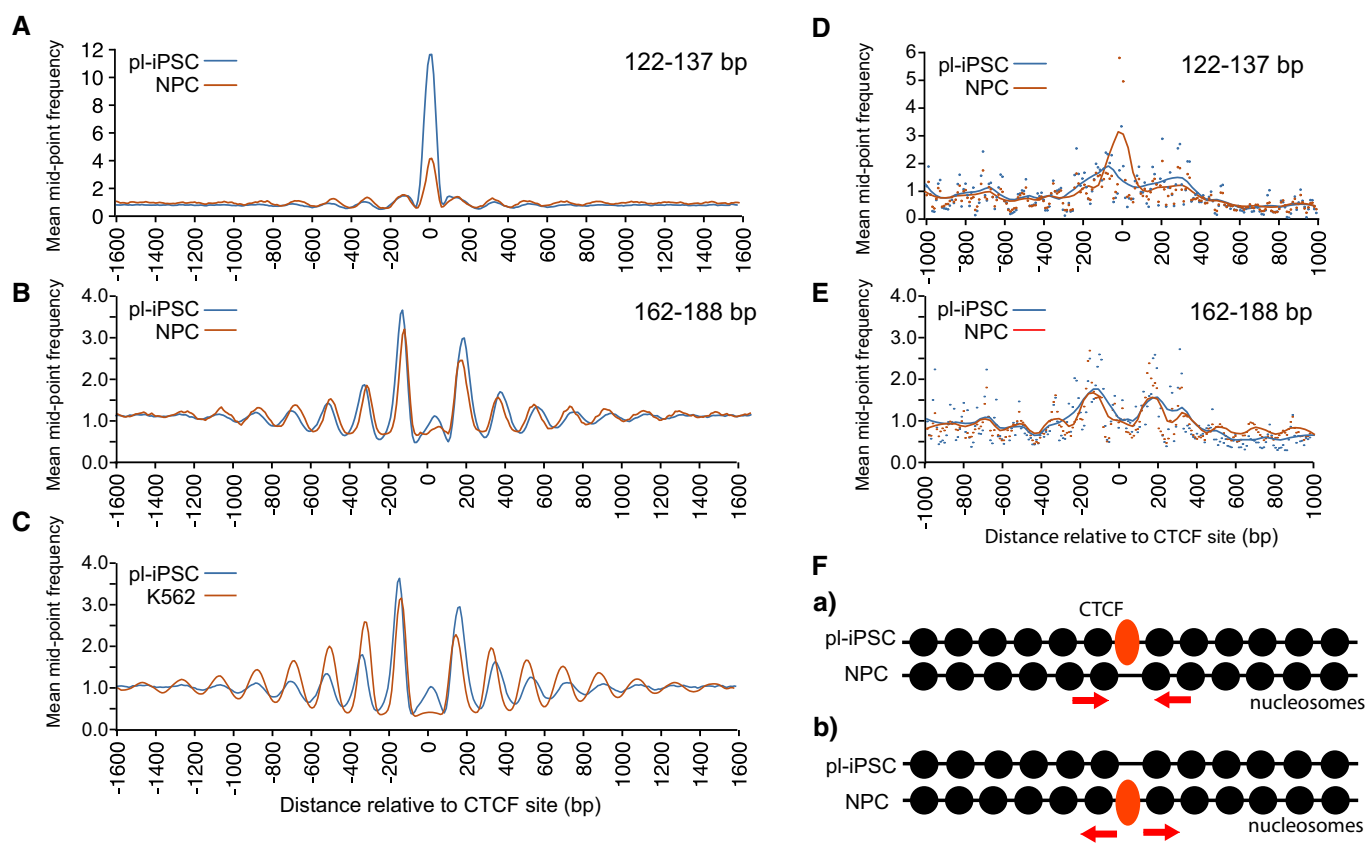 A
Mean mid-point frequency
12
10
8
6
4
2
0
pl-iPSC
NPC
122-137 bp
-1600 -1400 -1200 -1000 -800 -600 -400 -200 0 200 400 600 800 1000 1200 1400 1600
B
Mean mid-point frequency
4.0
3.0
2.0
1.0
0.0
pl-iPSC
NPC
162-188 bp
-1600 -1400 -1200 -1000 -800 -600 -400 -200 0 200 400 600 800 1000 1200 1400 1600
C
Mean mid-point frequency
4.0
3.0
2.0
1.0
0.0
pl-iPSC
K562
-1600 -1400 -1200 -1000 -800 -600 -400 -200 0 200 400 600 800 1000 1200 1400 1600
Distance relative to CTCF site (bp)
D
Mean mid-point frequency
6
5
4
3
2
1
0
pl-iPSC
NPC
122-137 bp
-1000 -800 -600 -400 -200 0 200 400 600 800 1000
E
Mean mid-point frequency
4.0
3.0
2.0
1.0
0.0
pl-iPSC
NPC
162-188 bp
-1000 -800 -600 -400 -200 0 200 400 600 800 1000
Distance relative to CTCF site (bp)
F
a)
CTCF
pl-iPSC
NPC
nucleosomes
b)
pl-iPSC
NPC
nucleosomes